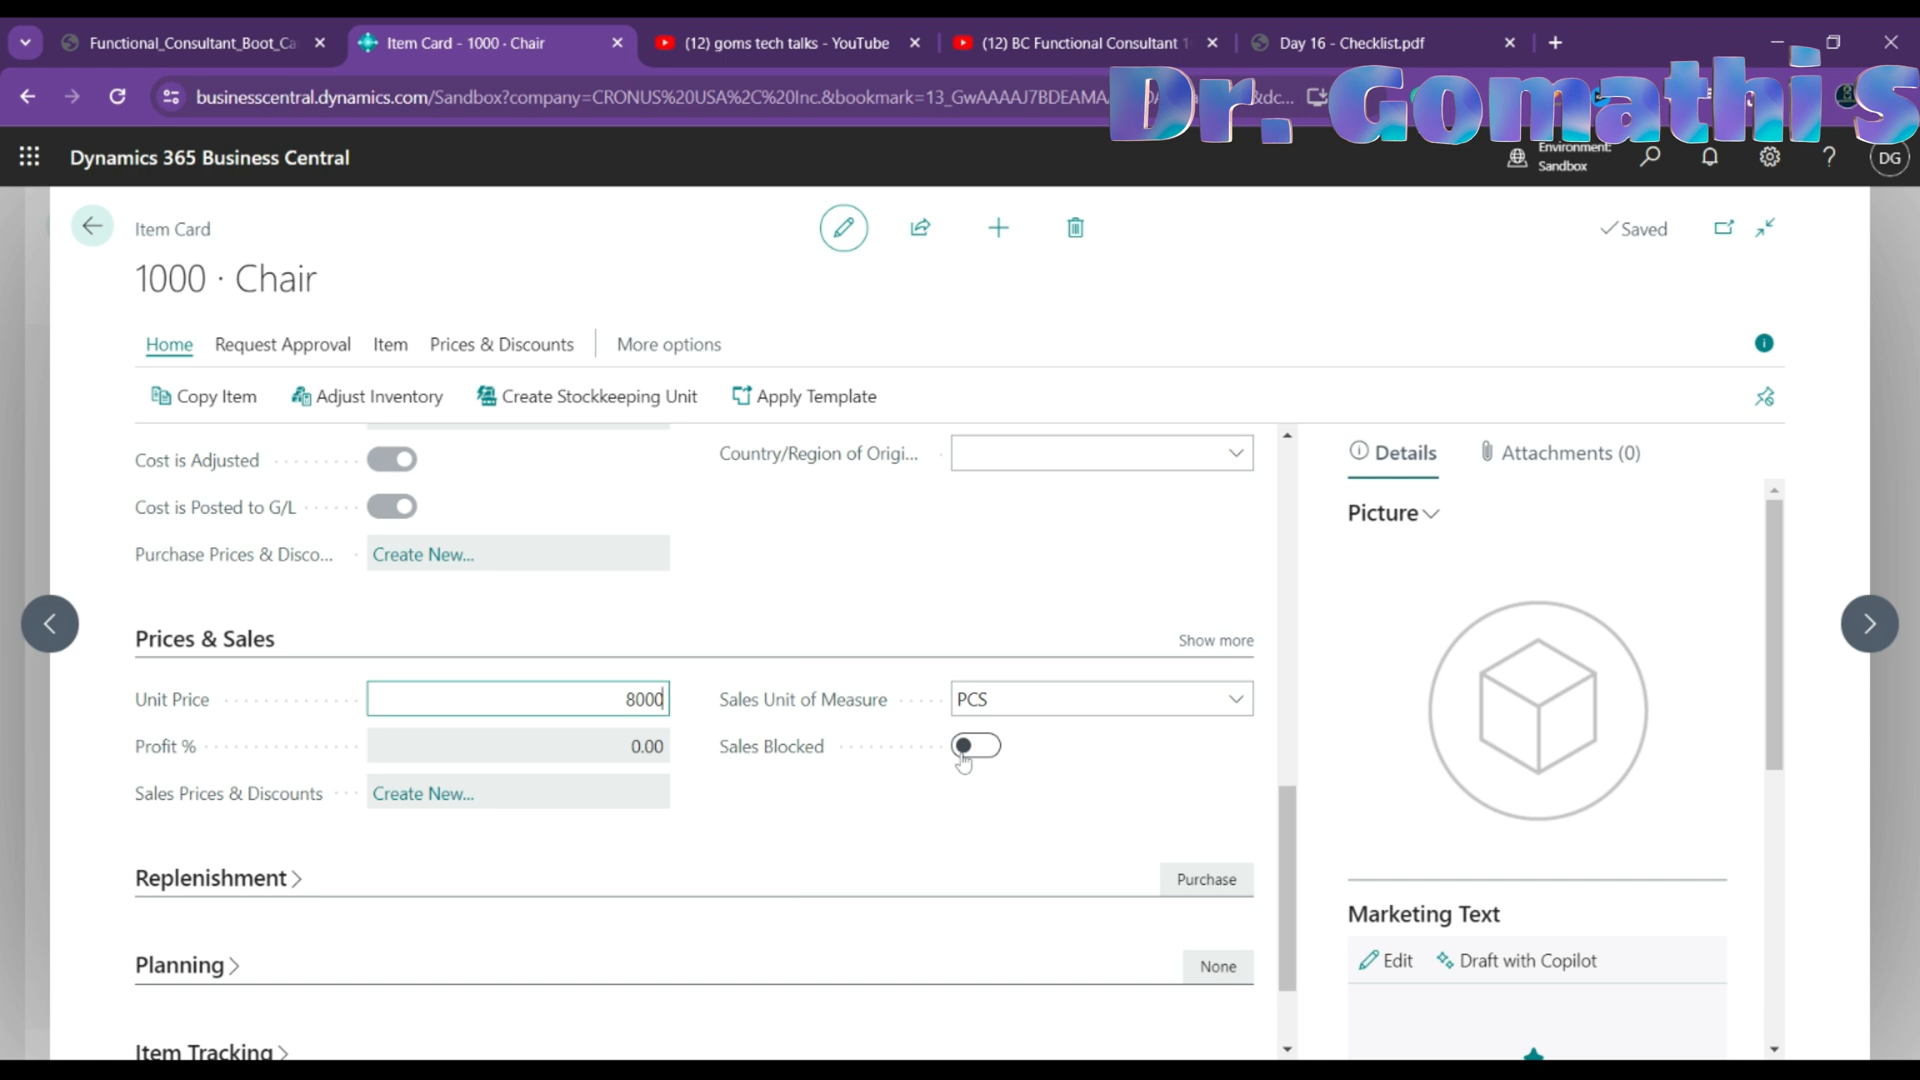 Functional_Consultant_Boot_Ca
Item Card - 1000 · Chair
(12) goms tech talks - YouTube
(12) BC Functional Consultant 1
Day 16 - Checklist.pdf
businesscentral.dynamics.com/Sandbox?company=CRONUS%20USA%2C%20Inc.&bookmark=13_GwAAAAJ7BDEAMA
&dc...
Dr. Gomathi S
Dynamics 365 Business Central
Environment:
Sandbox
DG
Item Card
Saved
1000 · Chair
Home
Request Approval
Item
Prices & Discounts
More options
Copy Item
Adjust Inventory
Create Stockkeeping Unit
Apply Template
Cost is Adjusted
Country/Region of Origi...
Cost is Posted to G/L
Purchase Prices & Disco...
Create New...
Prices & Sales
Show more
Unit Price
8000
Sales Unit of Measure
PCS
Profit %
0.00
Sales Blocked
Sales Prices & Discounts
Create New...
Replenishment
Purchase
Planning
None
Item Tracking
Details
Attachments (0)
Picture
Marketing Text
Edit
Draft with Copilot